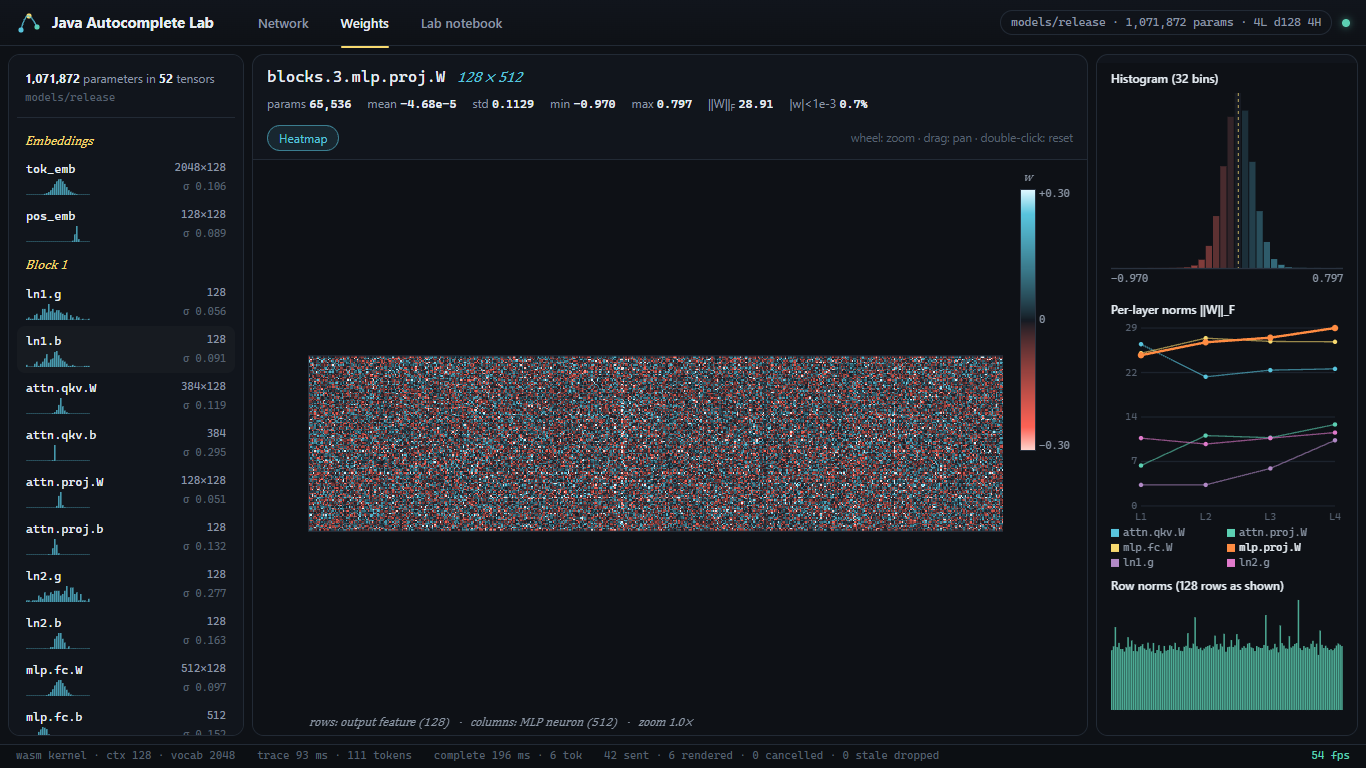 Java Autocomplete Lab
Network
Weights
Lab notebook
models/release · 1,071,872 params · 4L d128 4H
1,071,872 parameters in 52 tensors
models/release
Embeddings
tok_emb 2048×128
σ 0.106
pos_emb 128×128
σ 0.089
Block 1
ln1.g 128
σ 0.056
ln1.b 128
σ 0.091
attn.qkv.W 384×128
σ 0.119
attn.qkv.b 384
σ 0.295
attn.proj.W 128×128
σ 0.051
attn.proj.b 128
σ 0.132
ln2.g 128
σ 0.277
ln2.b 128
σ 0.163
mlp.fc.W 512×128
σ 0.097
mlp.fc.b 512
σ 0.152
blocks.3.mlp.proj.W 128 × 512
params 65,536 mean −4.68e−5 std 0.1129 min −0.970 max 0.797 ||W||F 28.91 |w|<1e-3 0.7%
Heatmap
wheel: zoom · drag: pan · double-click: reset
W
+0.30
0
−0.30
rows: output feature (128) · columns: MLP neuron (512) · zoom 1.0×
Histogram (32 bins)
−0.970 0.797
Per-layer norms ||W||_F
29
22
14
7
0
L1 L2 L3 L4
attn.qkv.W attn.proj.W
mlp.fc.W mlp.proj.W
ln1.g ln2.g
Row norms (128 rows as shown)
wasm kernel · ctx 128 · vocab 2048 trace 93 ms · 111 tokens complete 196 ms · 6 tok 42 sent · 6 rendered · 0 cancelled · 0 stale dropped 54 fps